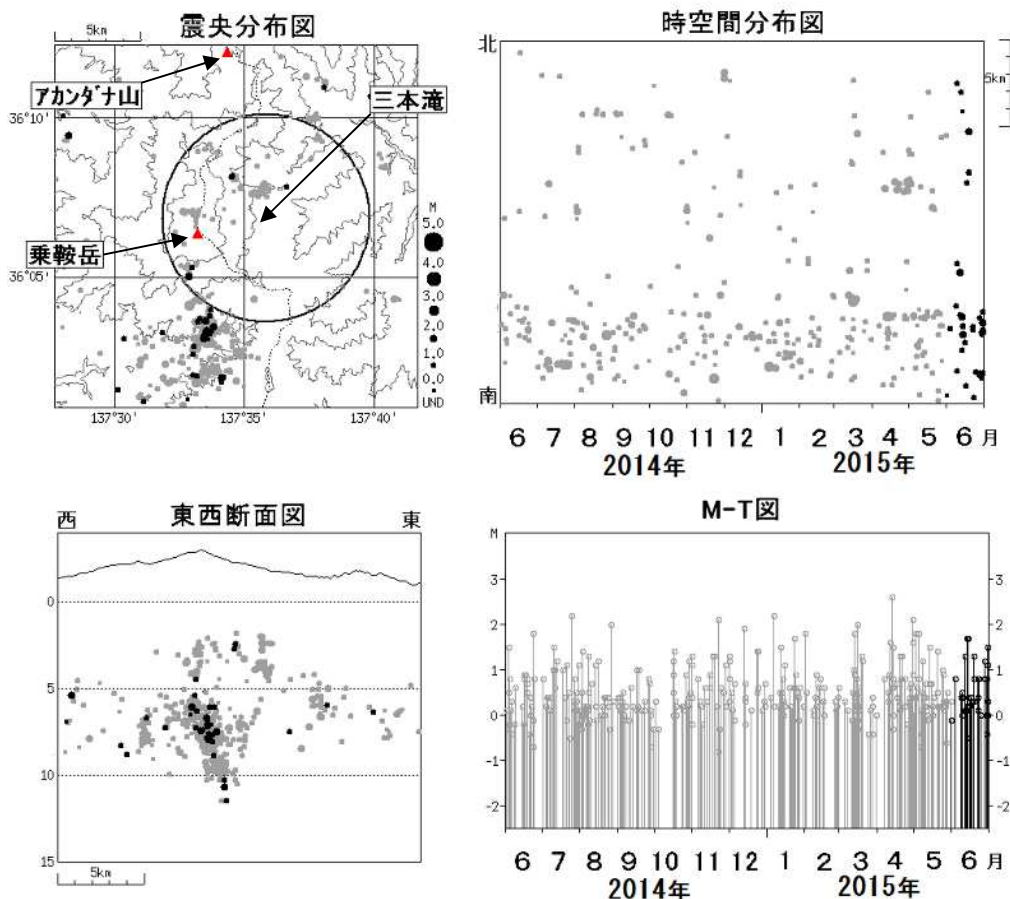 震央分布図
5km
アカンダナ山
三本滝
乗鞍岳
36°10'
36°05'
137°30' 137°35' 137°40'
M
5.0
4.0
3.0
2.0
1.0
0.0
UND
時空間分布図
北
南
5km
6 7 8 9 10 11 12 1 2 3 4 5 6 月
2014年 2015年
東西断面図
西 東
0
5
10
15
5km
M-T図
M
3 3
2 2
1 1
0 0
-1 -1
-2 -2
6 7 8 9 10 11 12 1 2 3 4 5 6 月
2014年 2015年